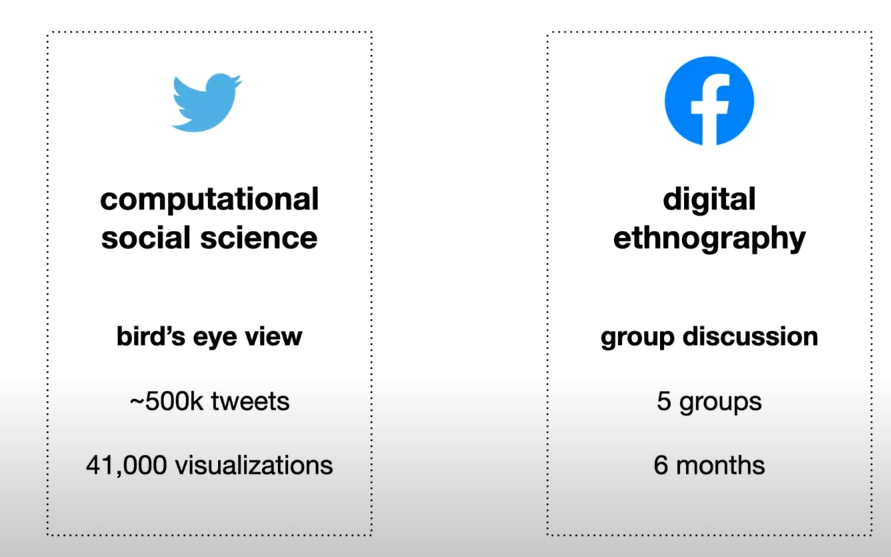 computational
social science
bird’s eye view
~500k tweets
41,000 visualizations
digital
ethnography
group discussion
5 groups
6 months